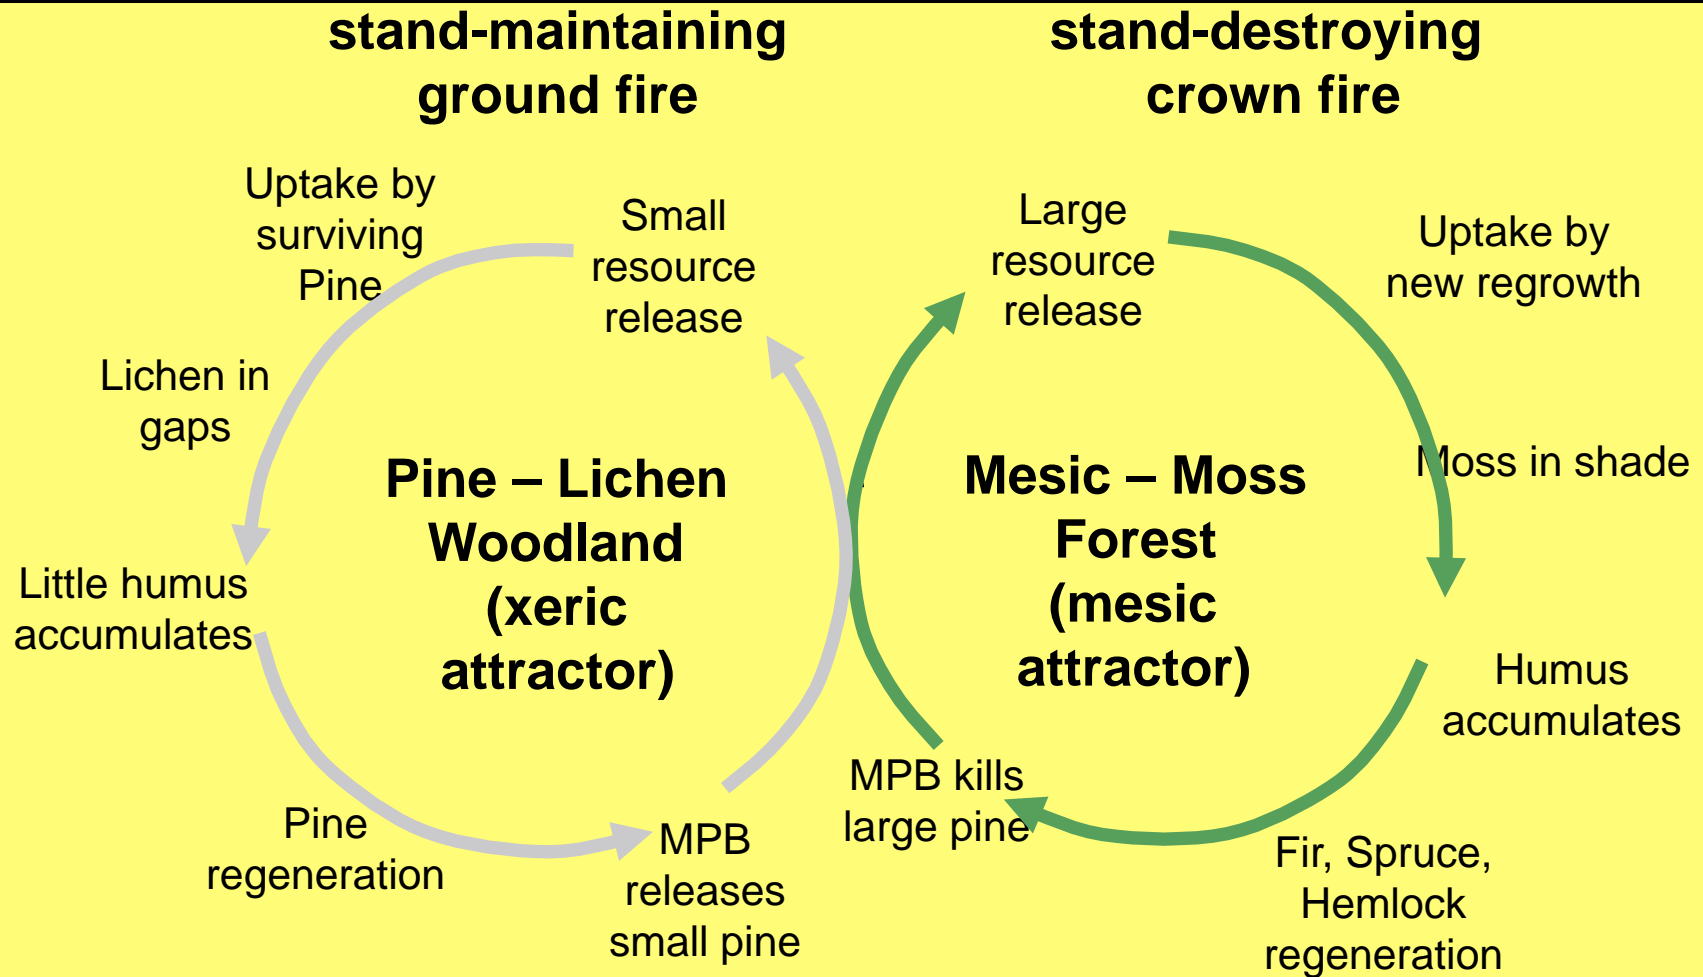 stand-maintaining
ground fire
stand-destroying
crown fire
Uptake by
surviving
Pine
Small
resource
release
Large
resource
release
Uptake by
new regrowth
Lichen in
gaps
Moss in shade
Pine – Lichen
Woodland
(xeric
attractor)
Mesic – Moss
Forest
(mesic
attractor)
Little humus
accumulates
Humus
accumulates
Pine
regeneration
MPB
releases
small pine
MPB kills
large pine
Fir, Spruce,
Hemlock
regeneration